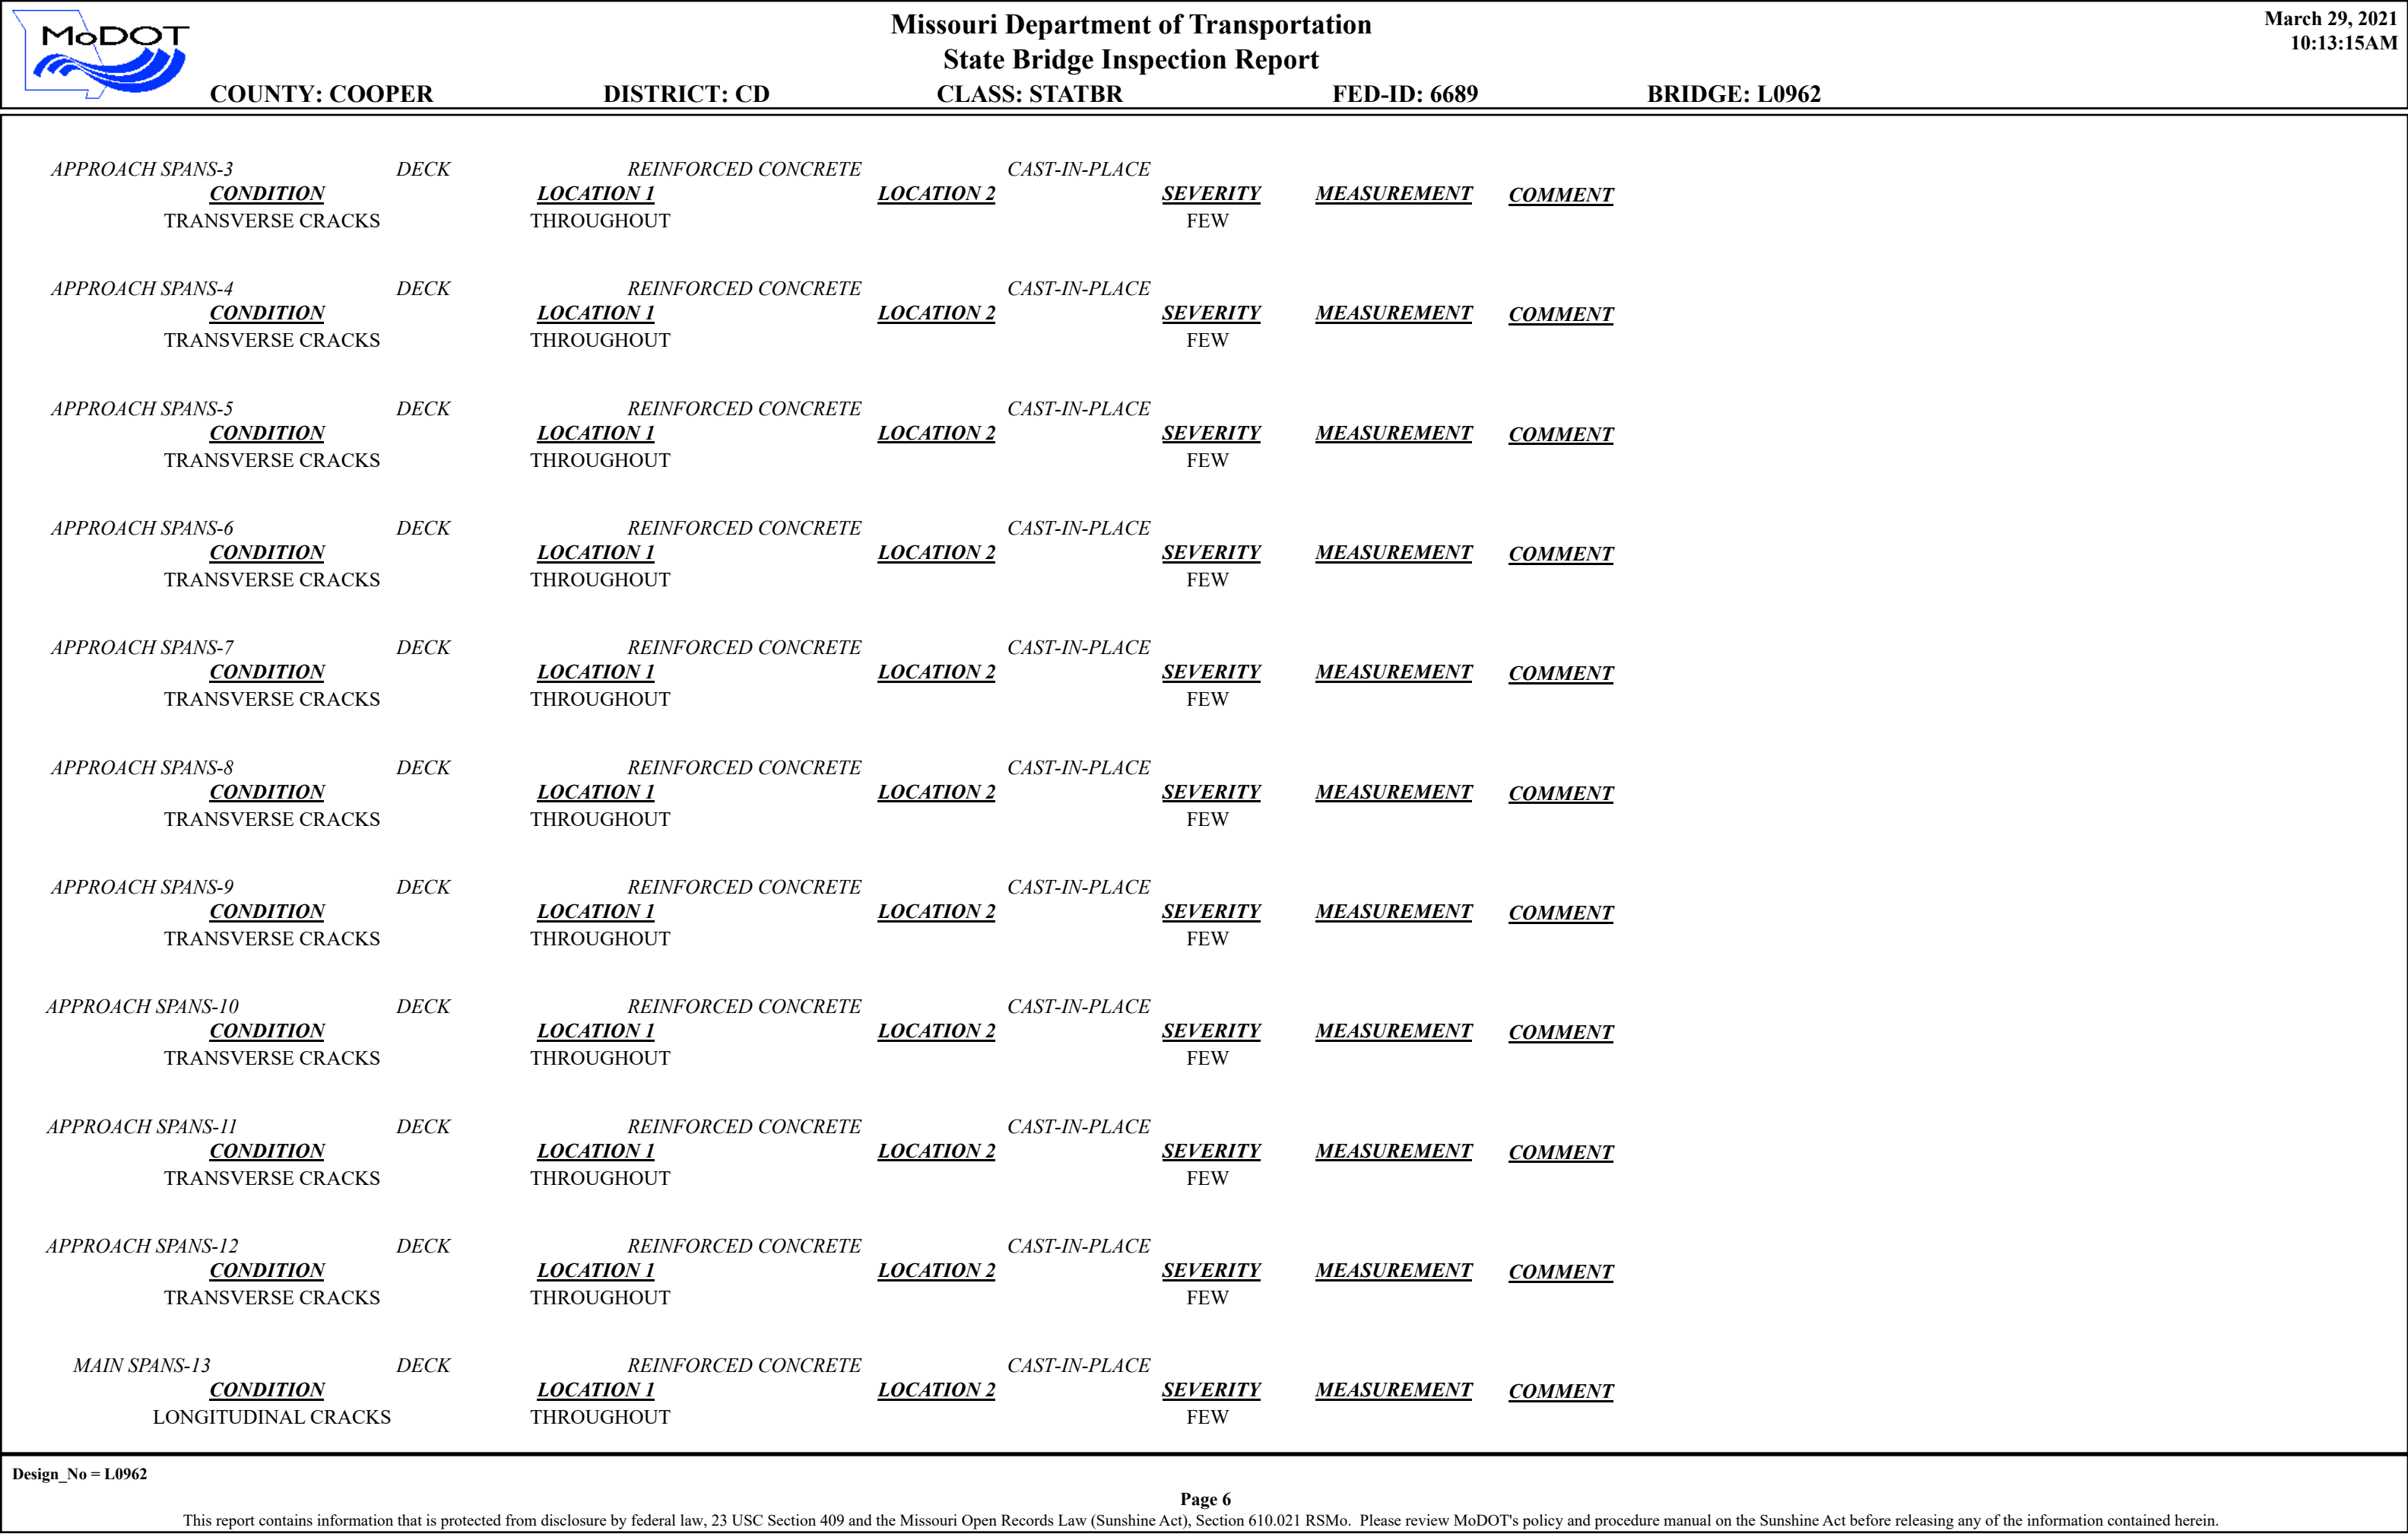 MoDOT
Missouri Department of Transportation
State Bridge Inspection Report
March 29, 2021
10:13:15AM
COUNTY: COOPER DISTRICT: CD CLASS: STATBR FED-ID: 6689 BRIDGE: L0962
APPROACH SPANS-3 DECK REINFORCED CONCRETE CAST-IN-PLACE
CONDITION LOCATION 1 LOCATION 2 SEVERITY MEASUREMENT COMMENT
TRANSVERSE CRACKS THROUGHOUT FEW
APPROACH SPANS-4 DECK REINFORCED CONCRETE CAST-IN-PLACE
CONDITION LOCATION 1 LOCATION 2 SEVERITY MEASUREMENT COMMENT
TRANSVERSE CRACKS THROUGHOUT FEW
APPROACH SPANS-5 DECK REINFORCED CONCRETE CAST-IN-PLACE
CONDITION LOCATION 1 LOCATION 2 SEVERITY MEASUREMENT COMMENT
TRANSVERSE CRACKS THROUGHOUT FEW
APPROACH SPANS-6 DECK REINFORCED CONCRETE CAST-IN-PLACE
CONDITION LOCATION 1 LOCATION 2 SEVERITY MEASUREMENT COMMENT
TRANSVERSE CRACKS THROUGHOUT FEW
APPROACH SPANS-7 DECK REINFORCED CONCRETE CAST-IN-PLACE
CONDITION LOCATION 1 LOCATION 2 SEVERITY MEASUREMENT COMMENT
TRANSVERSE CRACKS THROUGHOUT FEW
APPROACH SPANS-8 DECK REINFORCED CONCRETE CAST-IN-PLACE
CONDITION LOCATION 1 LOCATION 2 SEVERITY MEASUREMENT COMMENT
TRANSVERSE CRACKS THROUGHOUT FEW
APPROACH SPANS-9 DECK REINFORCED CONCRETE CAST-IN-PLACE
CONDITION LOCATION 1 LOCATION 2 SEVERITY MEASUREMENT COMMENT
TRANSVERSE CRACKS THROUGHOUT FEW
APPROACH SPANS-10 DECK REINFORCED CONCRETE CAST-IN-PLACE
CONDITION LOCATION 1 LOCATION 2 SEVERITY MEASUREMENT COMMENT
TRANSVERSE CRACKS THROUGHOUT FEW
APPROACH SPANS-11 DECK REINFORCED CONCRETE CAST-IN-PLACE
CONDITION LOCATION 1 LOCATION 2 SEVERITY MEASUREMENT COMMENT
TRANSVERSE CRACKS THROUGHOUT FEW
APPROACH SPANS-12 DECK REINFORCED CONCRETE CAST-IN-PLACE
CONDITION LOCATION 1 LOCATION 2 SEVERITY MEASUREMENT COMMENT
TRANSVERSE CRACKS THROUGHOUT FEW
MAIN SPANS-13 DECK REINFORCED CONCRETE CAST-IN-PLACE
CONDITION LOCATION 1 LOCATION 2 SEVERITY MEASUREMENT COMMENT
LONGITUDINAL CRACKS THROUGHOUT FEW
Design_No = L0962
Page 6
This report contains information that is protected from disclosure by federal law, 23 USC Section 409 and the Missouri Open Records Law (Sunshine Act), Section 610.021 RSMo. Please review MoDOT's policy and procedure manual on the Sunshine Act before releasing any of the information contained herein.